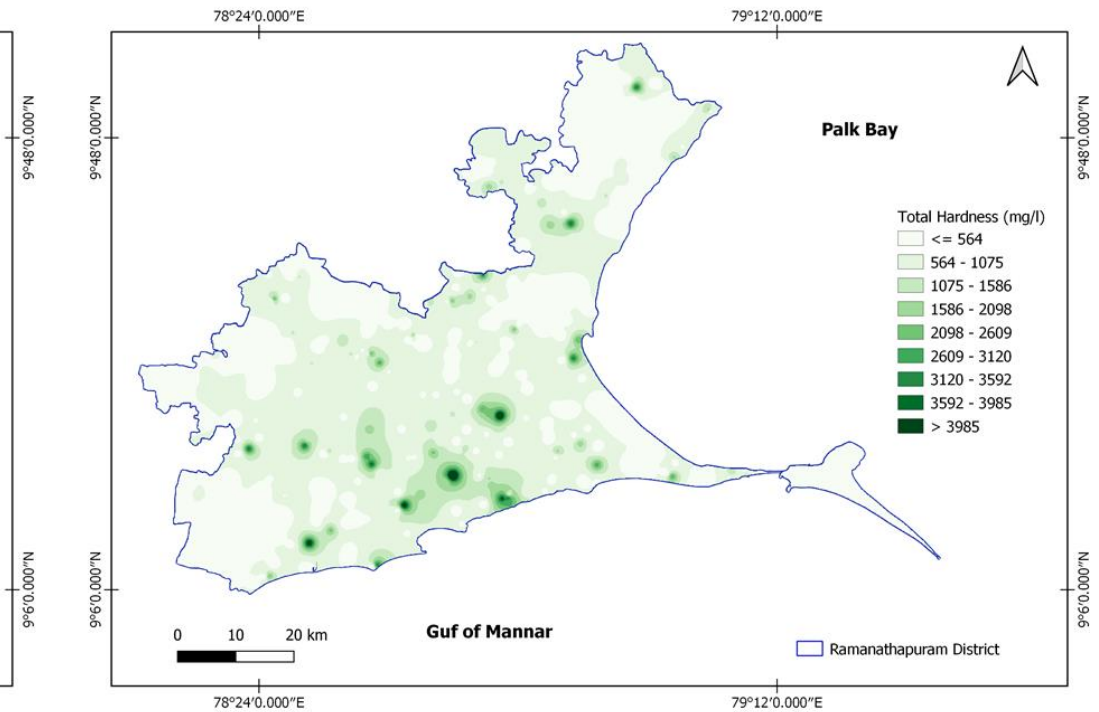 78°24′0.000″E
79°12′0.000″E
9°48′0.000″N
9°48′0.000″N
9°48′0.000″N
Palk Bay
Total Hardness (mg/l)
<= 564
564 - 1075
1075 - 1586
1586 - 2098
2098 - 2609
2609 - 3120
3120 - 3592
3592 - 3985
> 3985
9°6′0.000″N
9°6′0.000″N
9°6′0.000″N
0 10 20 km
Guf of Mannar
Ramanathapuram District
78°24′0.000″E
79°12′0.000″E